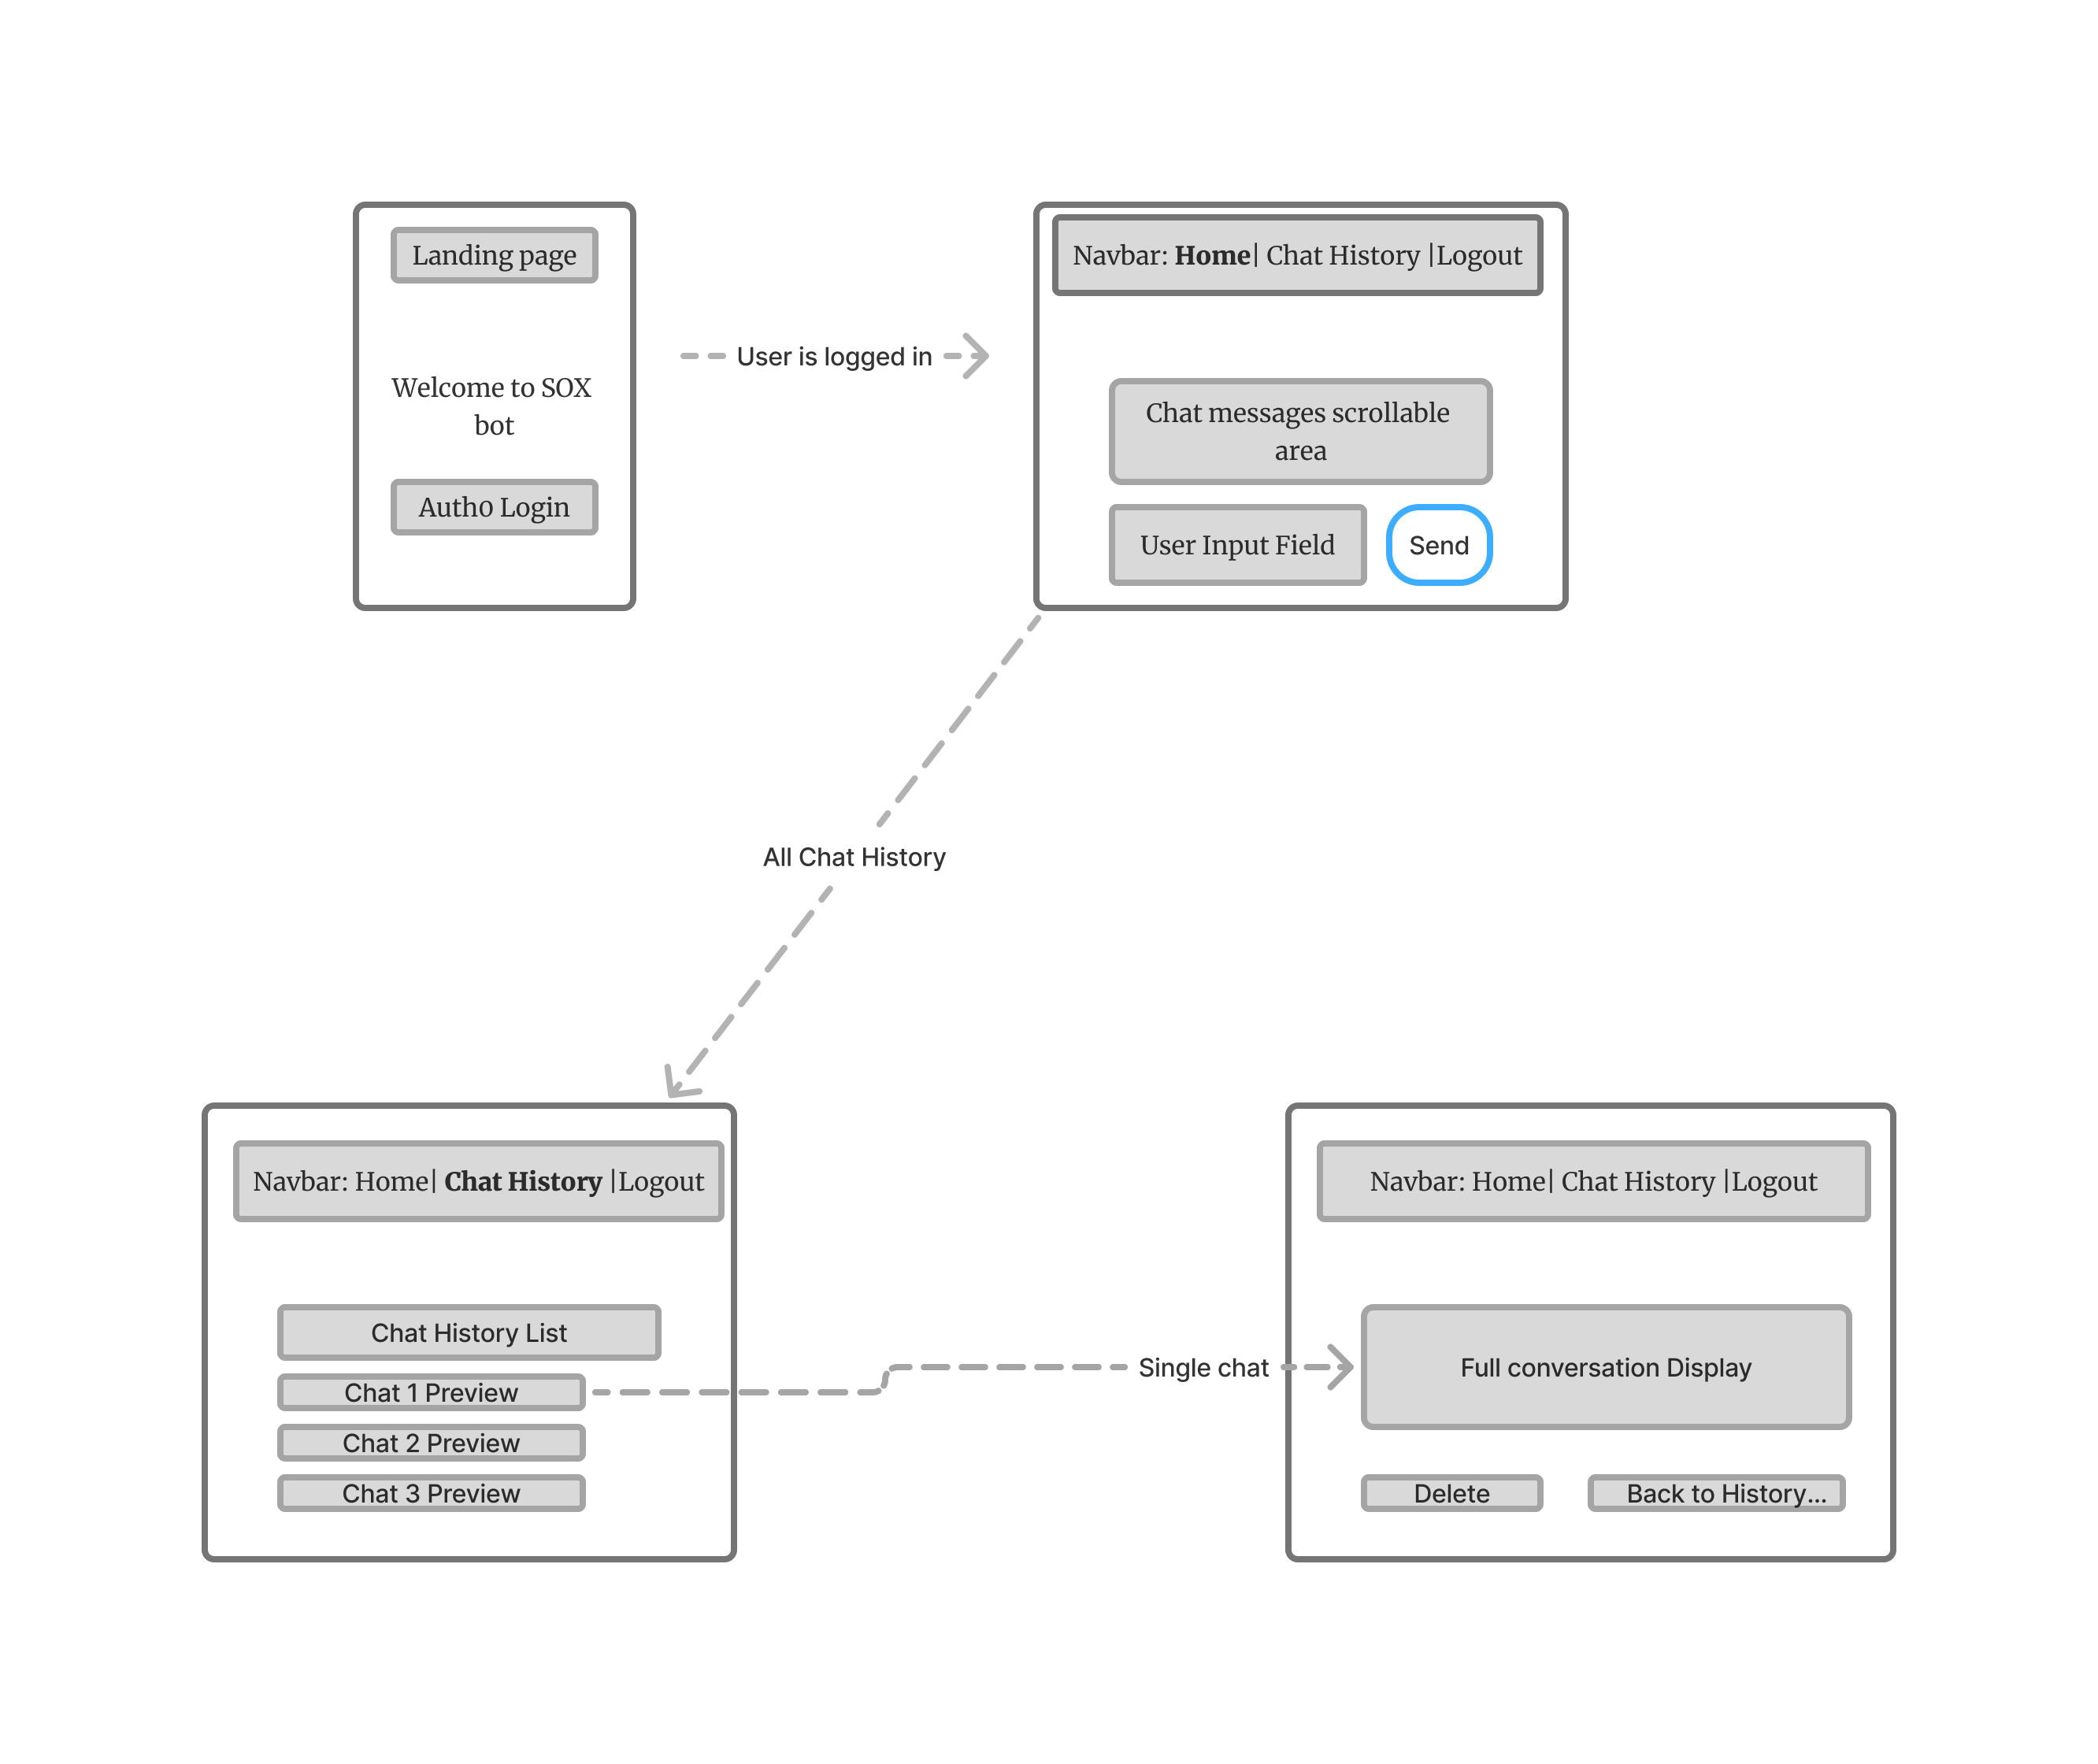 Landing page
Welcome to SOX
bot
Auth0 Login
User is logged in
Navbar: Home| Chat History |Logout
Chat messages scrollable
area
User Input Field
Send
All Chat History
Navbar: Home| Chat History |Logout
Chat History List
Chat 1 Preview
Chat 2 Preview
Chat 3 Preview
Single chat
Navbar: Home| Chat History |Logout
Full conversation Display
Delete
Back to History...